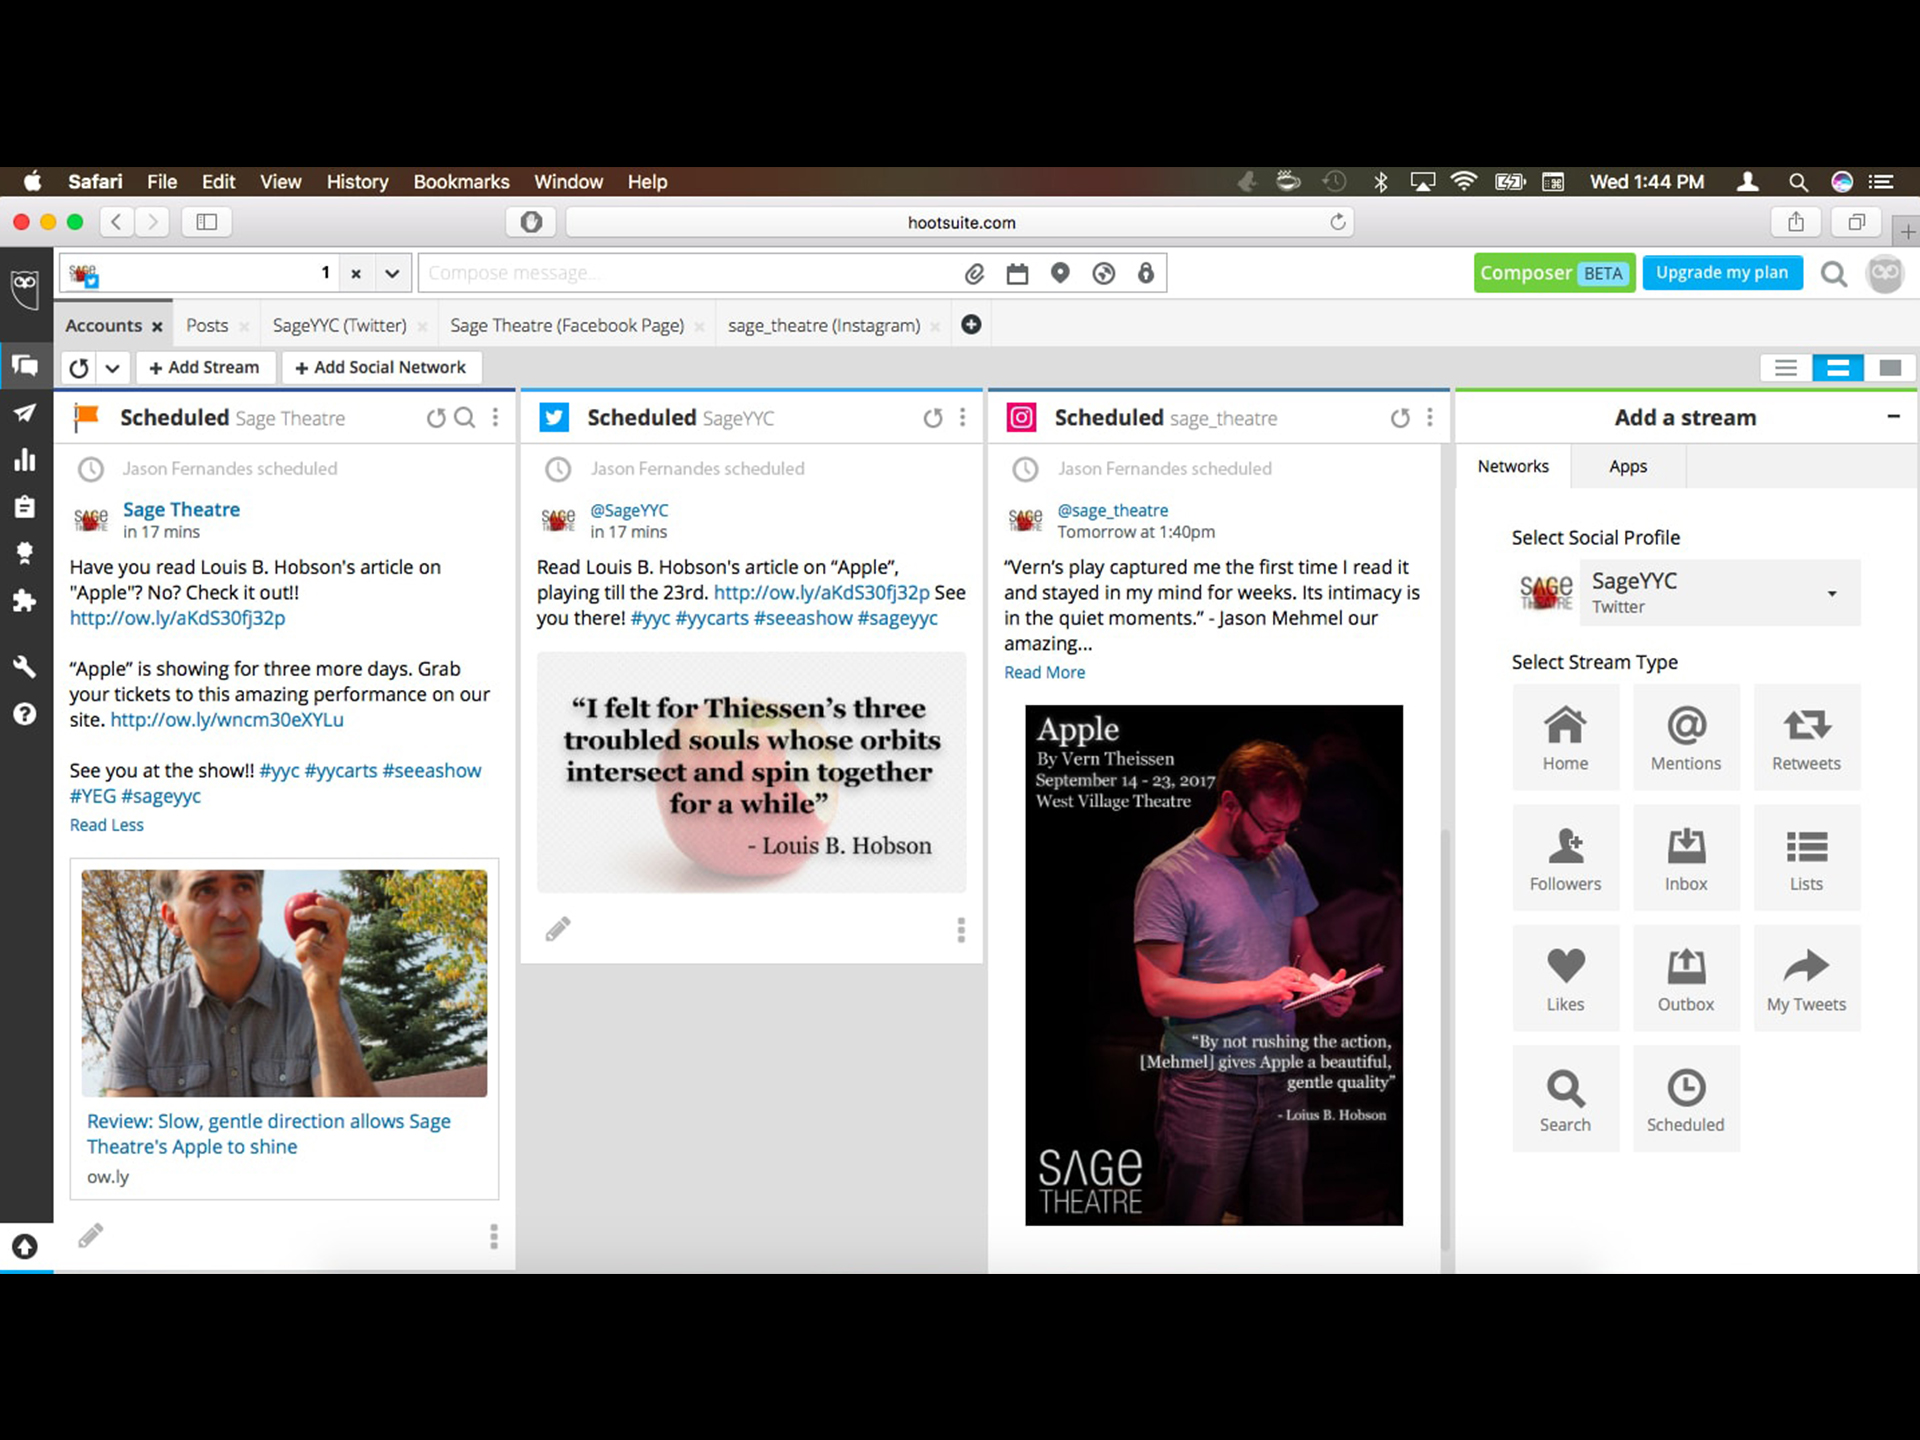 Safari File Edit View History Bookmarks Window Help Wed 1:44 PM
hootsuite.com
SAGE 1 Compose message... Composer BETA Upgrade my plan
Accounts Posts SageYYC (Twitter) Sage Theatre (Facebook Page) sage_theatre (Instagram)
+ Add Stream + Add Social Network
Scheduled Sage Theatre
Jason Fernandes scheduled
SAGE THEATRE
Sage Theatre
in 17 mins
Have you read Louis B. Hobson's article on
"Apple"? No? Check it out!!
http://ow.ly/aKdS30fj32p
“Apple” is showing for three more days. Grab
your tickets to this amazing performance on our
site. http://ow.ly/wncm30eXYLu
See you at the show!! #yyc #yycarts #seeashow
#YEG #sageyyc
Read Less
Review: Slow, gentle direction allows Sage
Theatre's Apple to shine
ow.ly
Scheduled SageYYC
Jason Fernandes scheduled
SAGE THEATRE
@SageYYC
in 17 mins
Read Louis B. Hobson's article on “Apple”,
playing till the 23rd. http://ow.ly/aKdS30fj32p See
you there! #yyc #yycarts #seeashow #sageyyc
“I felt for Thiessen’s three
troubled souls whose orbits
intersect and spin together
for a while”
- Louis B. Hobson
Scheduled sage_theatre
Jason Fernandes scheduled
SAGE THEATRE
@sage_theatre
Tomorrow at 1:40pm
“Vern’s play captured me the first time I read it
and stayed in my mind for weeks. Its intimacy is
in the quiet moments.” - Jason Mehmel our
amazing...
Read More
Apple
By Vern Theissen
September 14 - 23, 2017
West Village Theatre
“By not rushing the action,
[Mehmel] gives Apple a beautiful,
gentle quality”
- Loius B. Hobson
SAGE
THEATRE
Add a stream
Networks Apps
Select Social Profile
SAGE THEATRE
SageYYC
Twitter
Select Stream Type
Home Mentions Retweets
Followers Inbox Lists
Likes Outbox My Tweets
Search Scheduled